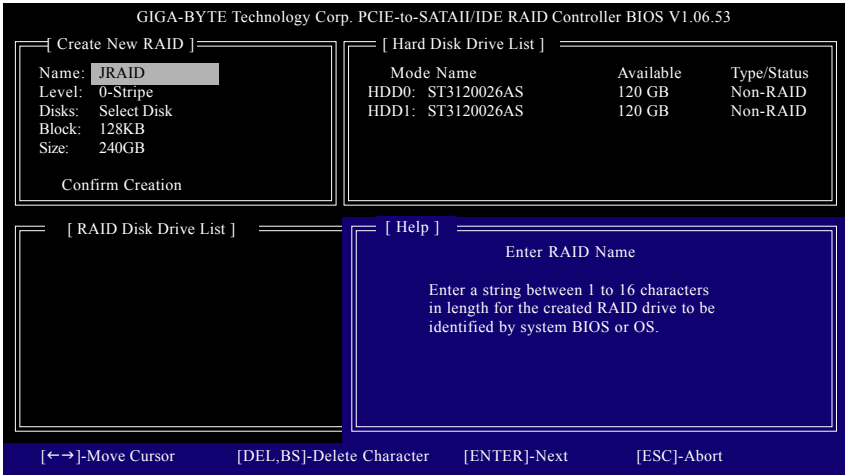 GIGA-BYTE Technology Corp. PCIE-to-SATAII/IDE RAID Controller BIOS V1.06.53
[ Create New RAID ]
Name: JRAID
Level: 0-Stripe
Disks: Select Disk
Block: 128KB
Size: 240GB
Confirm Creation
[ Hard Disk Drive List ]
Mode Name Available Type/Status
HDD0: ST3120026AS 120 GB Non-RAID
HDD1: ST3120026AS 120 GB Non-RAID
[ RAID Disk Drive List ]
[ Help ]
Enter RAID Name
Enter a string between 1 to 16 characters
in length for the created RAID drive to be
identified by system BIOS or OS.
[←→]-Move Cursor [DEL,BS]-Delete Character [ENTER]-Next [ESC]-Abort